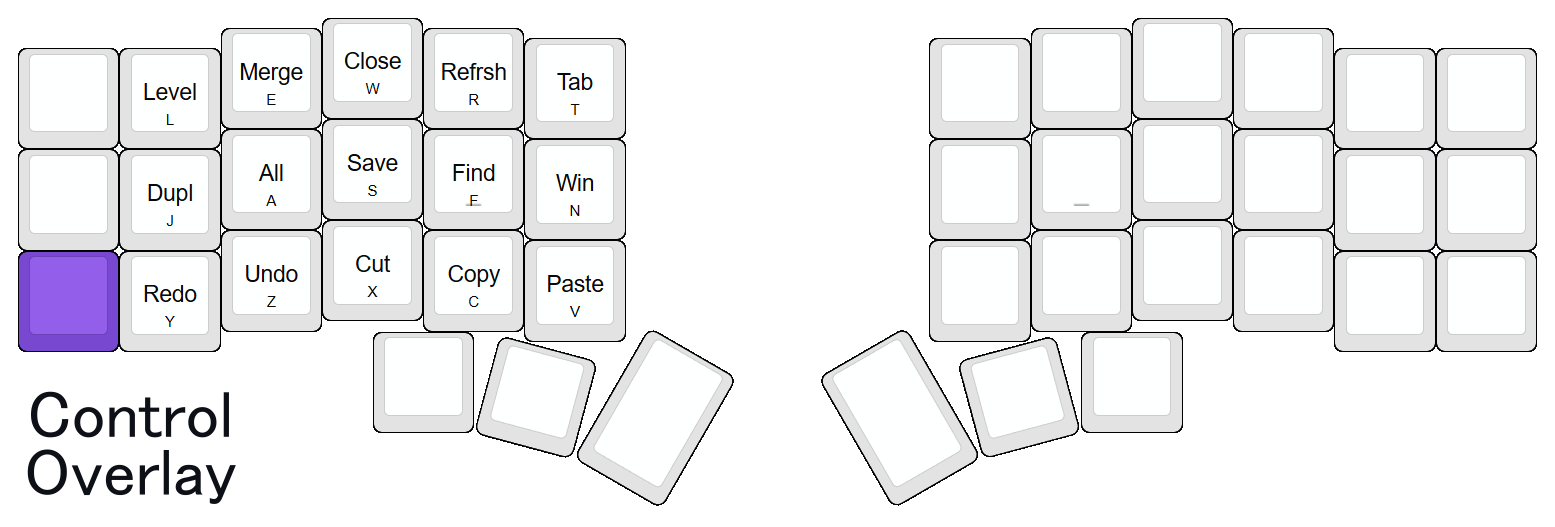 Close
W
Merge
E
Refrsh
R
Tab
T
Level
L
Save
S
All
A
Find
F
Win
N
Dupl
J
Cut
X
Undo
Z
Copy
C
Paste
V
Redo
Y
Control
Overlay